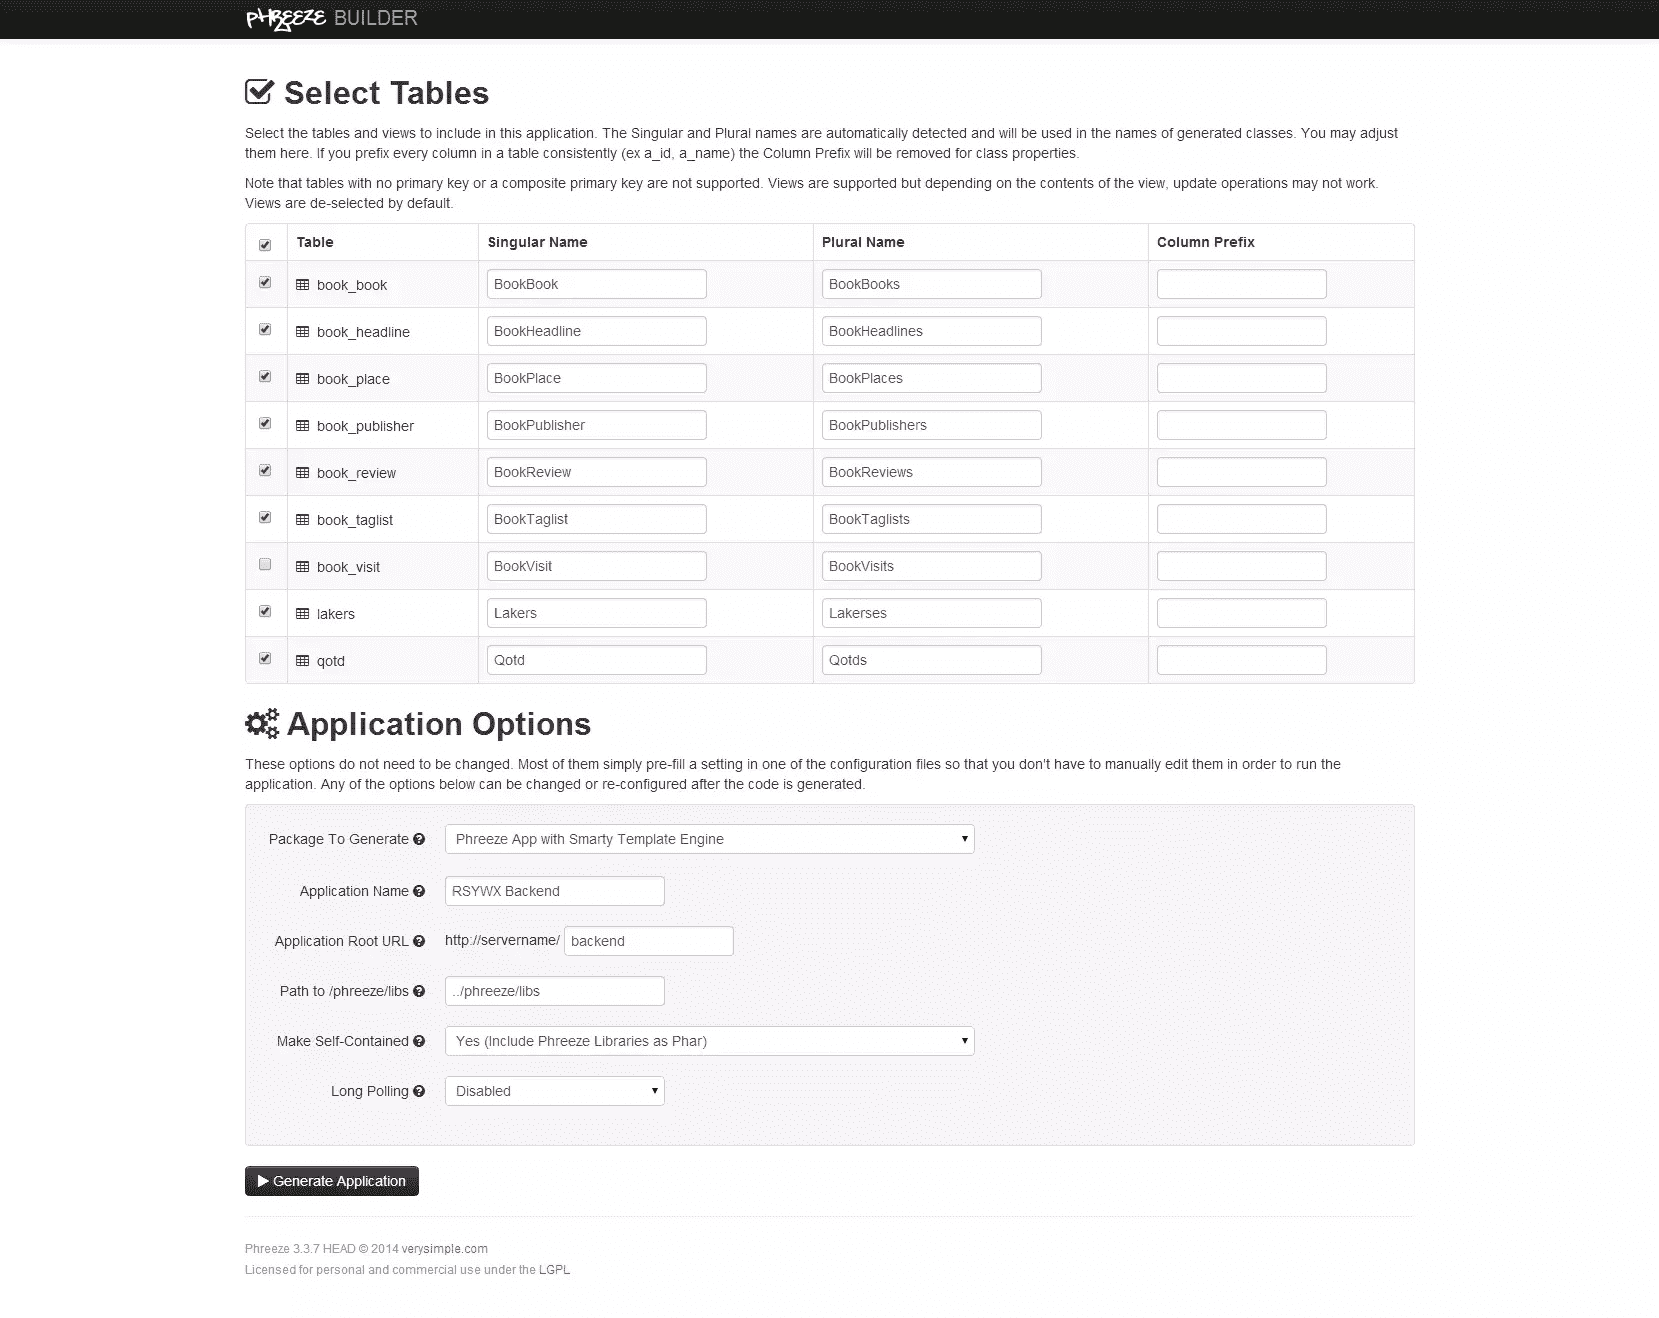 PHREEZE BUILDER
Select Tables
Select the tables and views to include in this application. The Singular and Plural names are automatically detected and will be used in the names of generated classes. You may adjust
them here. If you prefix every column in a table consistently (ex a_id, a_name) the Column Prefix will be removed for class properties.
Note that tables with no primary key or a composite primary key are not supported. Views are supported but depending on the contents of the view, update operations may not work.
Views are de-selected by default.
Table Singular Name Plural Name Column Prefix
book_book BookBook BookBooks
book_headline BookHeadline BookHeadlines
book_place BookPlace BookPlaces
book_publisher BookPublisher BookPublishers
book_review BookReview BookReviews
book_taglist BookTaglist BookTaglists
book_visit BookVisit BookVisits
lakers Lakers Lakerses
qotd Qotd Qotds
Application Options
These options do not need to be changed. Most of them simply pre-fill a setting in one of the configuration files so that you don't have to manually edit them in order to run the
application. Any of the options below can be changed or re-configured after the code is generated.
Package To Generate Phreeze App with Smarty Template Engine
Application Name RSYWX Backend
Application Root URL http://servername/ backend
Path to /phreeze/libs ../phreeze/libs
Make Self-Contained Yes (Include Phreeze Libraries as Phar)
Long Polling Disabled
Generate Application
Phreeze 3.3.7 HEAD © 2014 verysimple.com
Licensed for personal and commercial use under the LGPL